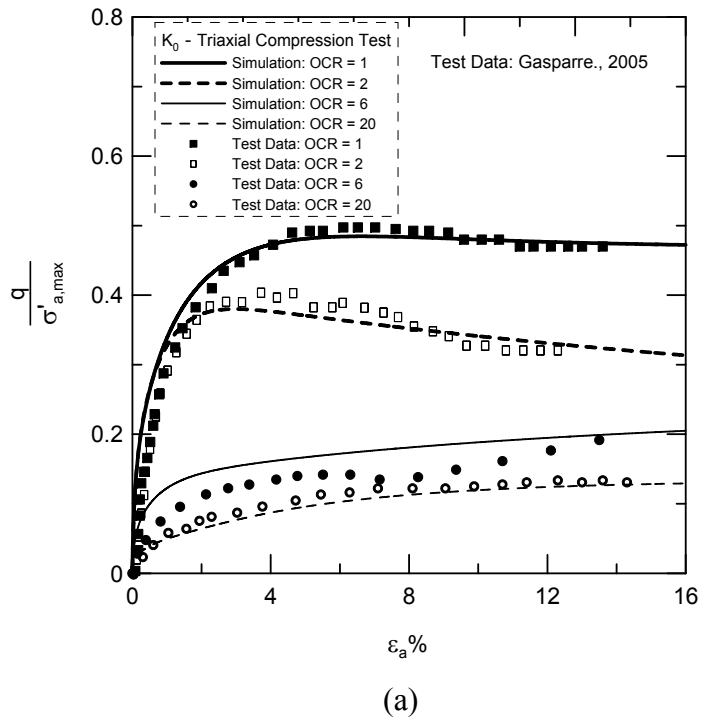 0.8
K0 - Triaxial Compression Test
Simulation: OCR = 1
Simulation: OCR = 2
Simulation: OCR = 6
Simulation: OCR = 20
Test Data: OCR = 1
Test Data: OCR = 2
Test Data: OCR = 6
Test Data: OCR = 20
Test Data: Gasparre., 2005
0.6
q
σ'a,max
0.4
0.2
0
0 4 8 12 16
εa%
(a)